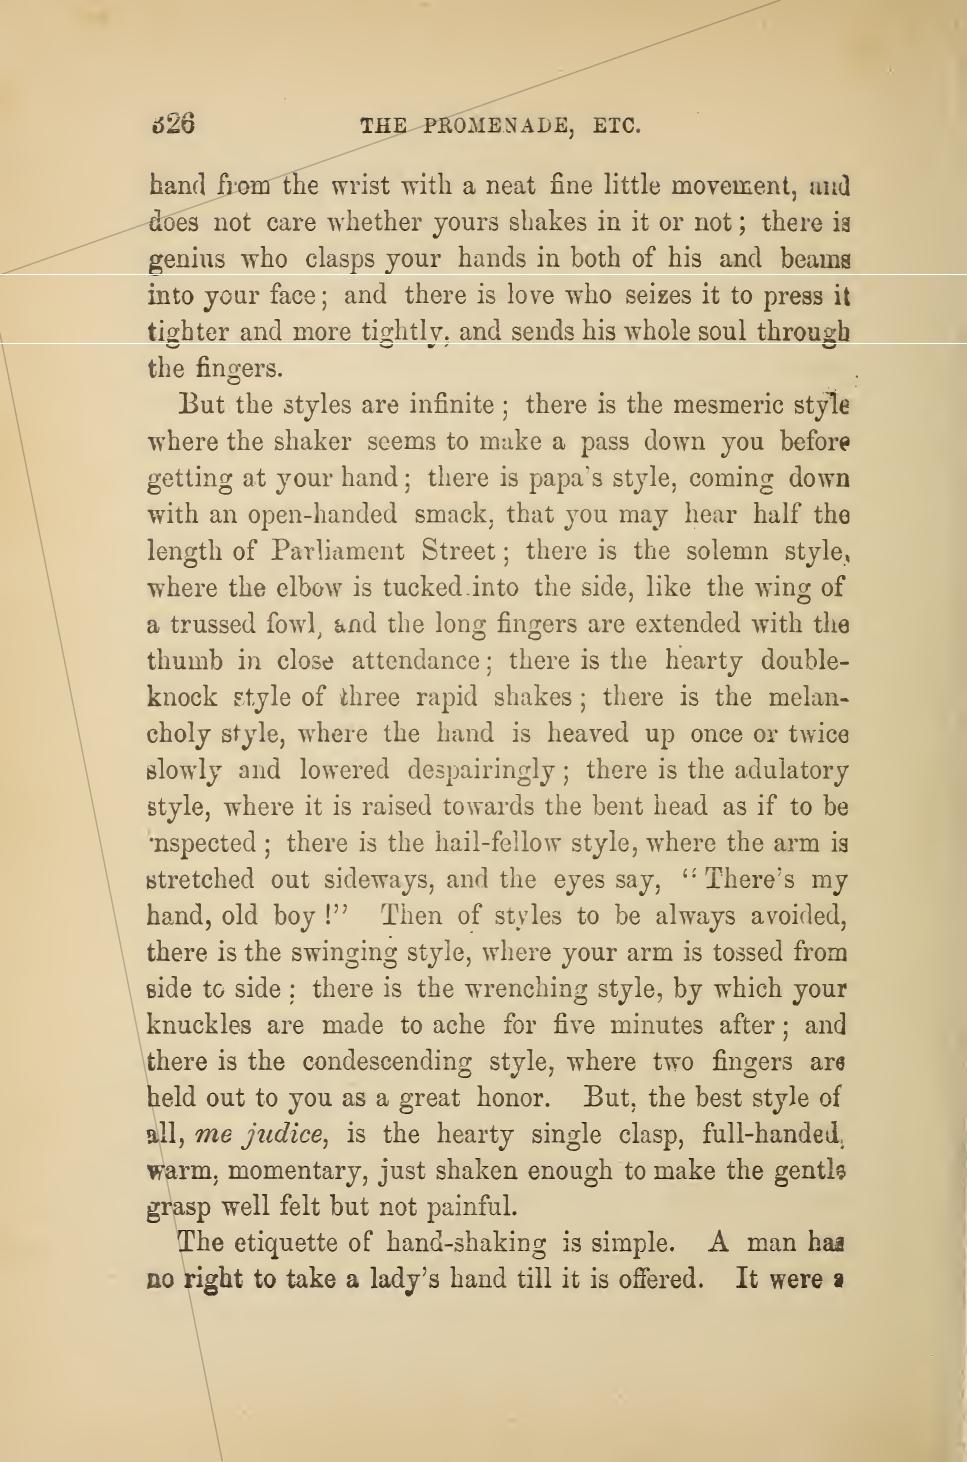 326 THE PROMENADE, ETC.
hand from the wrist with a neat fine little movement, and
does not care whether yours shakes in it or not; there is
genius who clasps your hands in both of his and beams
into your face; and there is love who seizes it to press it
tighter and more tightly, and sends his whole soul through
the fingers.
But the styles are infinite; there is the mesmeric style
where the shaker seems to make a pass down you before
getting at your hand; there is papa's style, coming down
with an open-handed smack, that you may hear half the
length of Parliament Street; there is the solemn style,
where the elbow is tucked into the side, like the wing of
a trussed fowl, and the long fingers are extended with the
thumb in close attendance; there is the hearty double-
knock style of three rapid shakes; there is the melan-
choly style, where the hand is heaved up once or twice
slowly and lowered despairingly; there is the adulatory
style, where it is raised towards the bent head as if to be
inspected; there is the hail-fellow style, where the arm is
stretched out sideways, and the eyes say, "There's my
hand, old boy!" Then of styles to be always avoided,
there is the swinging style, where your arm is tossed from
side to side; there is the wrenching style, by which your
knuckles are made to ache for five minutes after; and
there is the condescending style, where two fingers are
held out to you as a great honor. But, the best style of
all, me judice, is the hearty single clasp, full-handed,
warm, momentary, just shaken enough to make the gentle
grasp well felt but not painful.
The etiquette of hand-shaking is simple. A man has
no right to take a lady's hand till it is offered. It were a